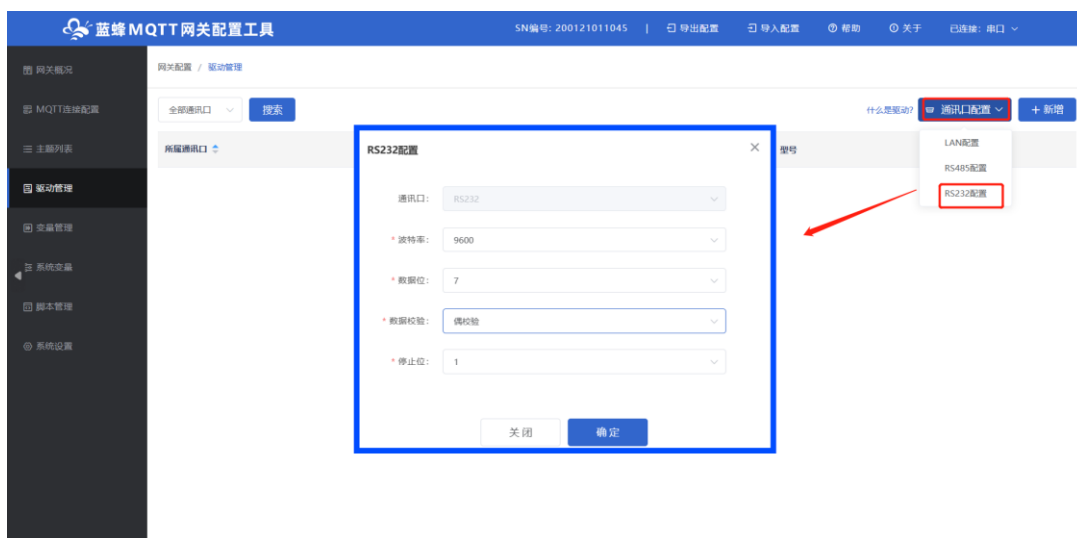 蓝蜂MQTT网关配置工具 SN编号: 200121011045 | 导出配置 导入配置 帮助 关于 已连接: 串口
网关概况
网关配置 / 驱动管理
MQTT连接配置
全部通讯口 搜索 什么是驱动? 通讯口配置 + 新增
主题列表
所属通讯口 型号
驱动管理
变量管理
系统变量
脚本管理
系统设置
LAN配置
RS485配置
RS232配置
RS232配置
通讯口: RS232
* 波特率: 9600
* 数据位: 7
* 数据校验: 偶校验
* 停止位: 1
关闭 确定